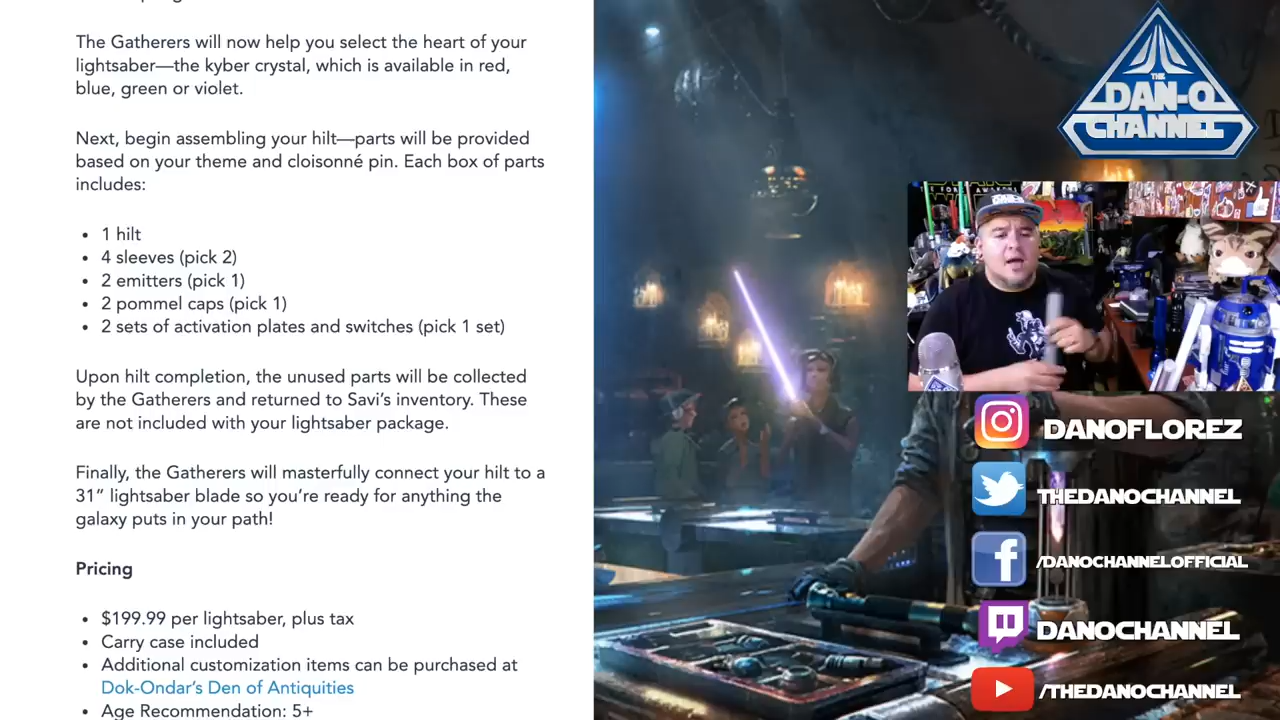 The Gatherers will now help you select the heart of your
lightsaber—the kyber crystal, which is available in red,
blue, green or violet.
Next, begin assembling your hilt—parts will be provided
based on your theme and cloisonné pin. Each box of parts
includes:
• 1 hilt
• 4 sleeves (pick 2)
• 2 emitters (pick 1)
• 2 pommel caps (pick 1)
• 2 sets of activation plates and switches (pick 1 set)
Upon hilt completion, the unused parts will be collected
by the Gatherers and returned to Savi’s inventory. These
are not included with your lightsaber package.
Finally, the Gatherers will masterfully connect your hilt to a
31” lightsaber blade so you’re ready for anything the
galaxy puts in your path!
Pricing
• $199.99 per lightsaber, plus tax
• Carry case included
• Additional customization items can be purchased at
Dok-Ondar’s Den of Antiquities
• Age Recommendation: 5+
THE
DAN-O
CHANNEL
DANOFLOREZ
THEDANOCHANNEL
/DANOCHANNELOFFICIAL
DANOCHANNEL
/THEDANOCHANNEL